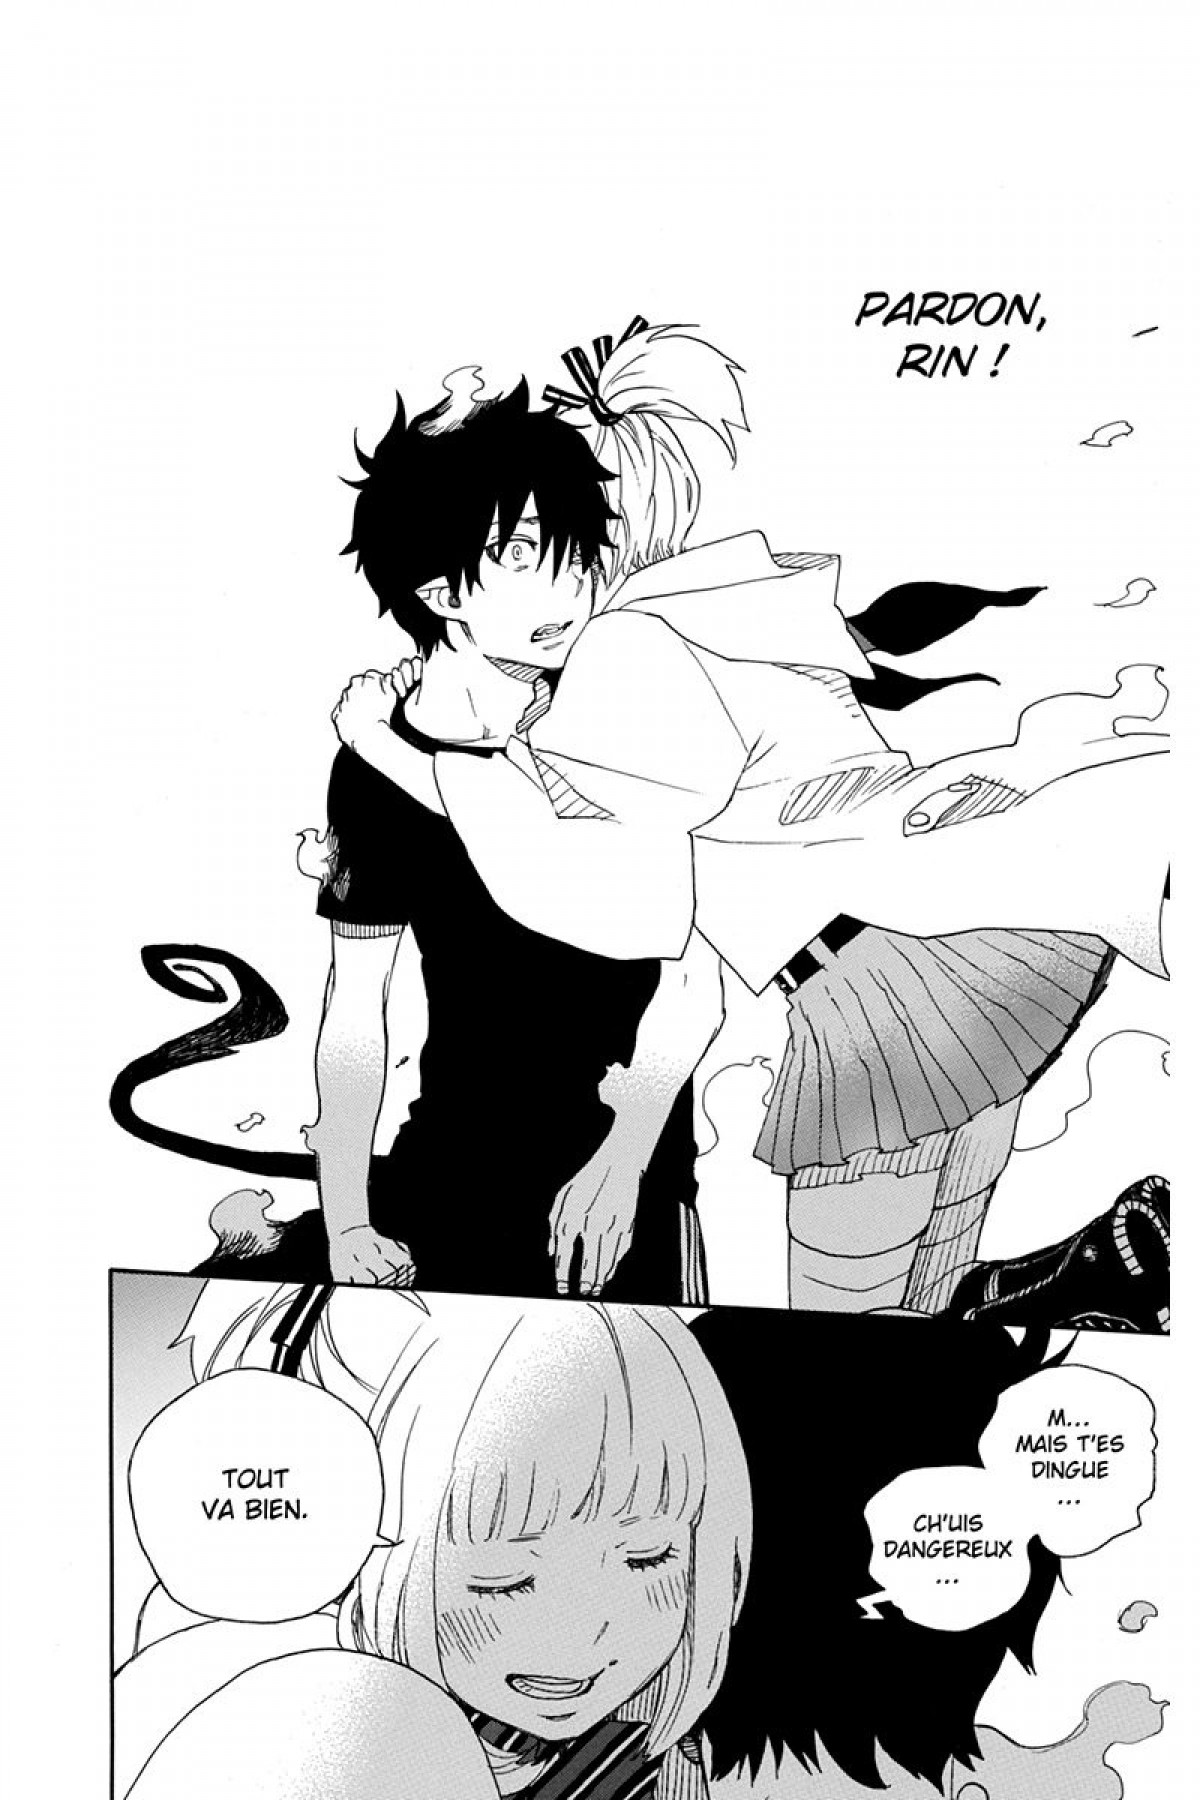 PARDON,
RIN !
M...
MAIS T'ES
DINGUE
...
CH'UIS
DANGEREUX
...
TOUT
VA BIEN.